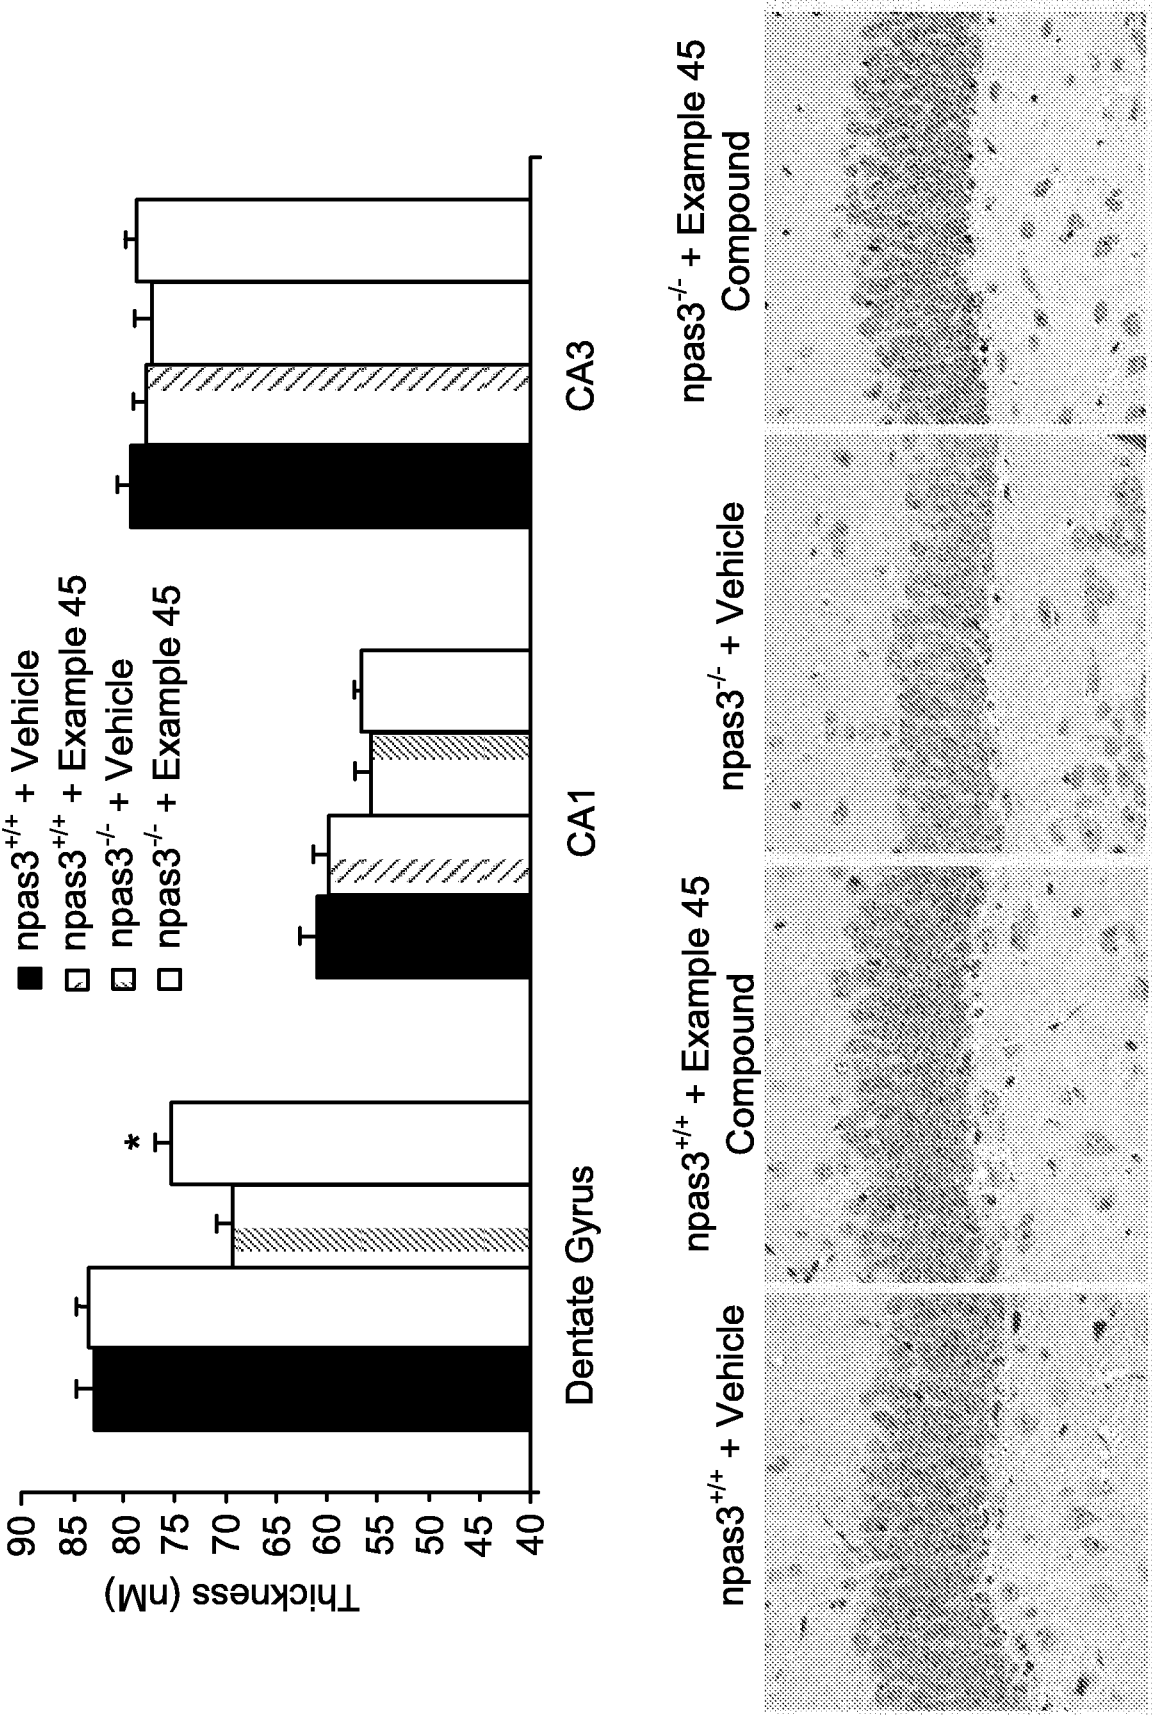 npas3+/+ + Vehicle
npas3+/+ + Example 45
npas3-/- + Vehicle
npas3-/- + Example 45
Thickness (nM)
90
85
80
75
70
65
60
55
50
45
40
*
Dentate Gyrus
CA1
CA3
npas3+/+ + Vehicle
npas3+/+ + Example 45
Compound
npas3-/- + Vehicle
npas3-/- + Example 45
Compound